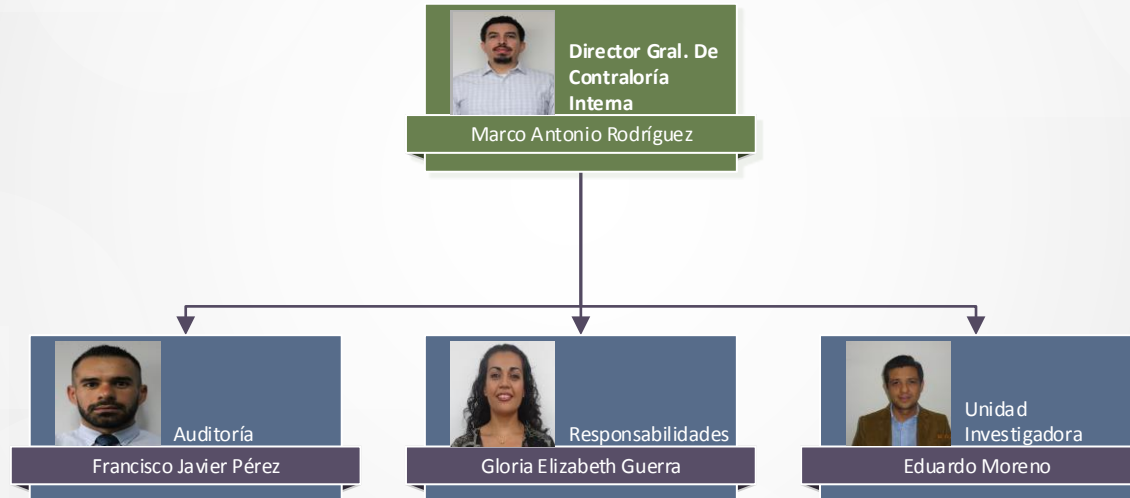 Director Gral. De
Contraloría
Interna
Marco Antonio Rodríguez
Auditoría
Francisco Javier Pérez
Responsabilidades
Gloria Elizabeth Guerra
Unidad
Investigadora
Eduardo Moreno